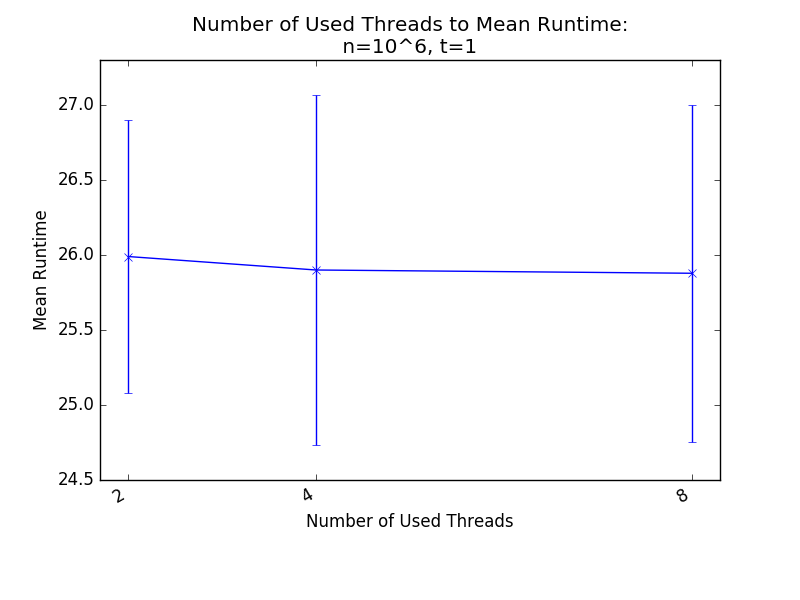 Number of Used Threads to Mean Runtime:
n=10^6, t=1
27.0
26.5
26.0
25.5
25.0
24.5
Mean Runtime
2
4
8
Number of Used Threads